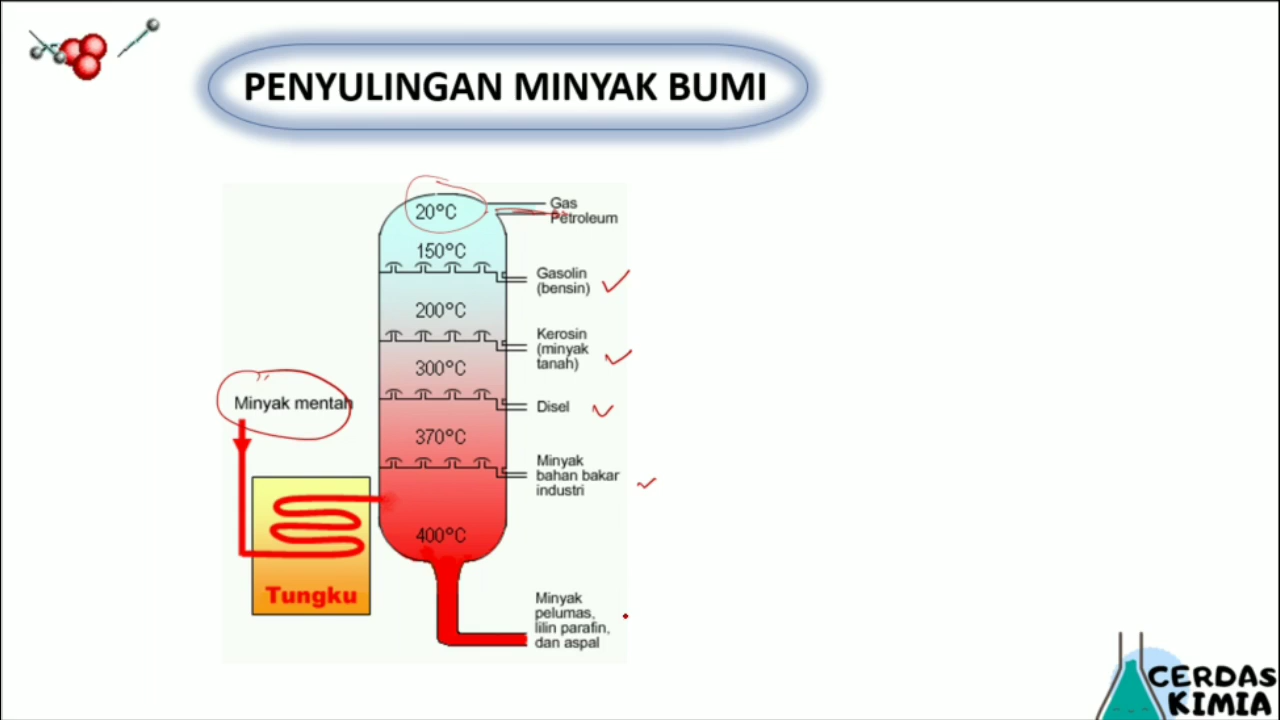 PENYULINGAN MINYAK BUMI
20°C
Gas
Petroleum
150°C
Gasolin
(bensin)
200°C
Kerosin
(minyak
tanah)
300°C
Disel
Minyak mentah
370°C
Minyak
bahan bakar
industri
400°C
Tungku
Minyak
pelumas,
lilin parafin,
dan aspal
CERDAS
KIMIA